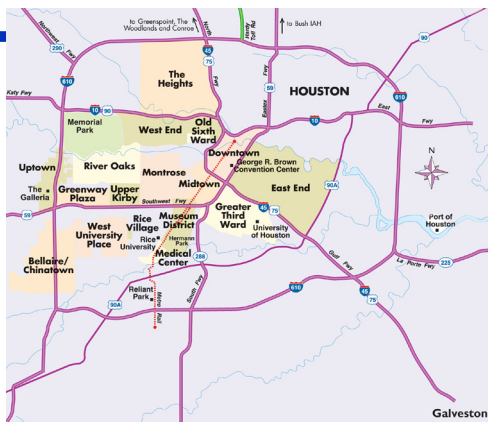 to Greenpoint, The
Woodlands and Conroe
North
Fwy
Hardy
Toll Rd
to Bush IAH
Northwest
Fwy
290
45
75
90
610
The
Heights
59
Fwy
Eastex
HOUSTON
610
Katy Fwy
10
90
10
East
Fwy
90
Memorial
Park
West End
Old
Sixth
Ward
Downtown
George R. Brown
Convention Center
N
Uptown
River Oaks
Montrose
Midtown
East End
90A
The
Galleria
Greenway
Plaza
Upper
Kirby
Southwest Fwy
59
45
75
Greater
Third
Ward
University
of Houston
Port of
Houston
West
University
Place
Rice
Village
Rice
University
Museum
District
Hermann
Park
Medical
Center
288
Bellaire/
Chinatown
Gulf
Fwy
La Porte Fwy
225
Reliant
Park
South Fwy
610
90A
Metro Rail
45
75
Galveston